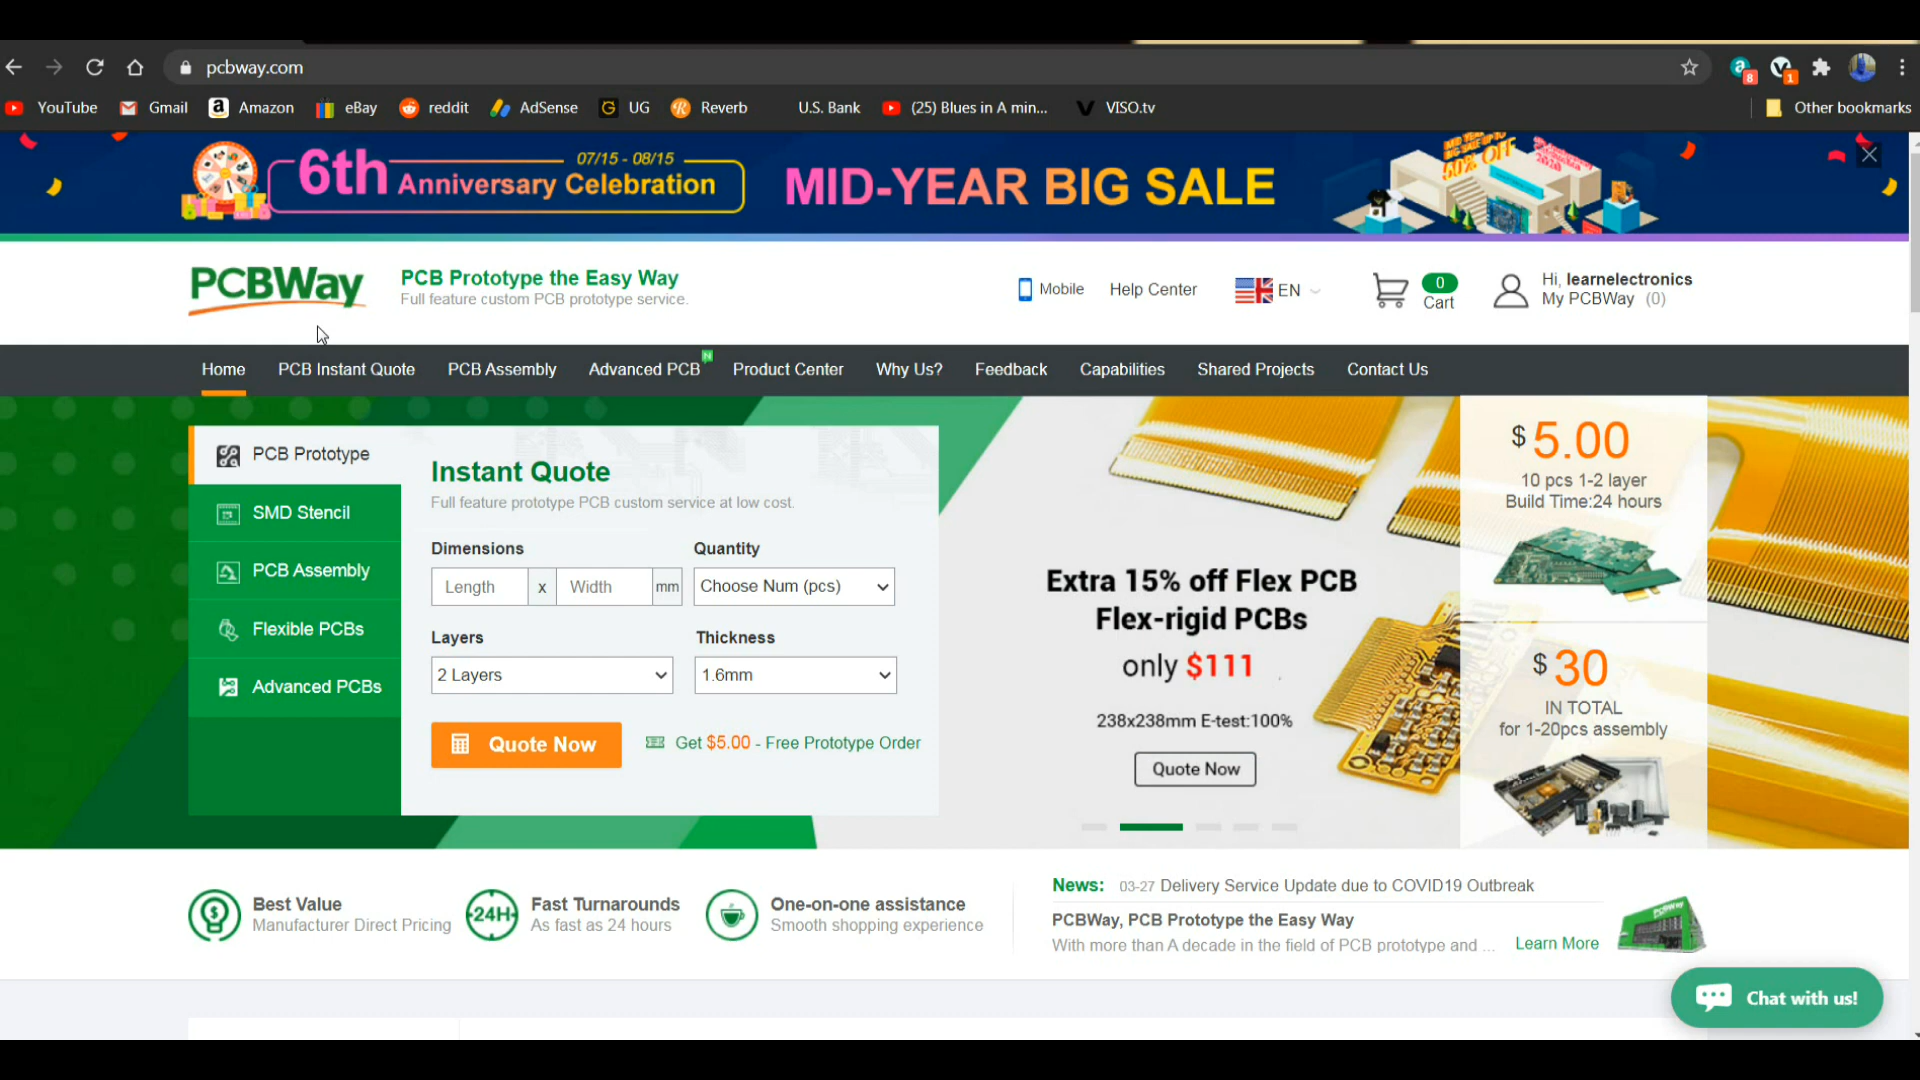 pcbway.com
8
1
YouTube
Gmail
Amazon
eBay
reddit
AdSense
UG
Reverb
U.S. Bank
(25) Blues in A min...
VISO.tv
Other bookmarks
07/15 - 08/15
6th Anniversary Celebration
MID-YEAR BIG SALE
50% OFF
PCBWay
PCB Prototype the Easy Way
Full feature custom PCB prototype service.
Mobile
Help Center
EN
0
Cart
Hi, learnelectronics
My PCBWay (0)
Home
PCB Instant Quote
PCB Assembly
Advanced PCB
N
Product Center
Why Us?
Feedback
Capabilities
Shared Projects
Contact Us
PCB Prototype
SMD Stencil
PCB Assembly
Flexible PCBs
Advanced PCBs
Instant Quote
Full feature prototype PCB custom service at low cost.
Dimensions
Quantity
Length x Width mm
Choose Num (pcs)
Layers
Thickness
2 Layers
1.6mm
Quote Now
Get $5.00 - Free Prototype Order
Extra 15% off Flex PCB
Flex-rigid PCBs
only $111
238x238mm E-test:100%
Quote Now
$ 5.00
10 pcs 1-2 layer
Build Time:24 hours
$ 30
IN TOTAL
for 1-20pcs assembly
Best Value
Manufacturer Direct Pricing
24H
Fast Turnarounds
As fast as 24 hours
One-on-one assistance
Smooth shopping experience
News: 03-27 Delivery Service Update due to COVID19 Outbreak
PCBWay, PCB Prototype the Easy Way
With more than A decade in the field of PCB prototype and ... Learn More
PCBWay
Chat with us!